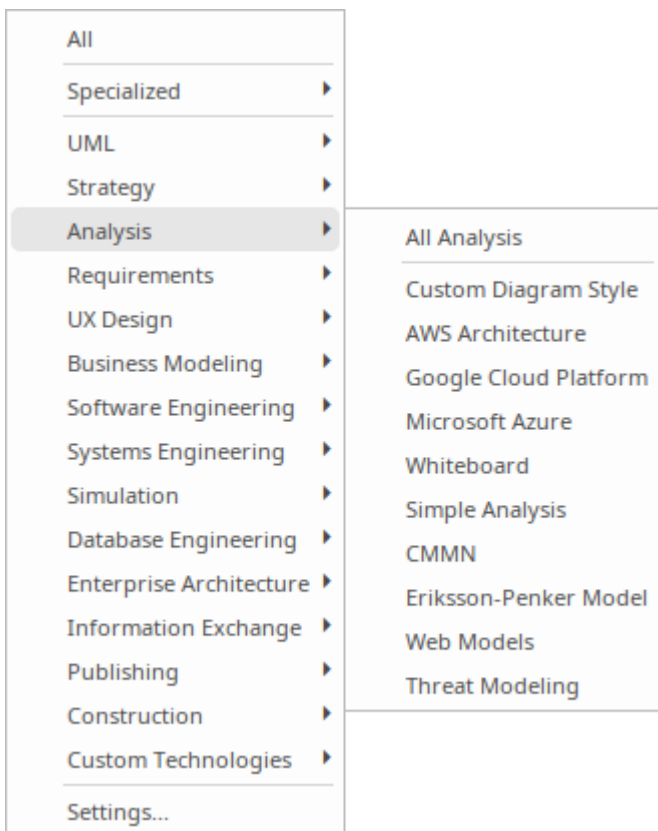 All
Specialized
UML
Strategy
Analysis
Requirements
UX Design
Business Modeling
Software Engineering
Systems Engineering
Simulation
Database Engineering
Enterprise Architecture
Information Exchange
Publishing
Construction
Custom Technologies
Settings...
All Analysis
Custom Diagram Style
AWS Architecture
Google Cloud Platform
Microsoft Azure
Whiteboard
Simple Analysis
CMMN
Eriksson-Penker Model
Web Models
Threat Modeling